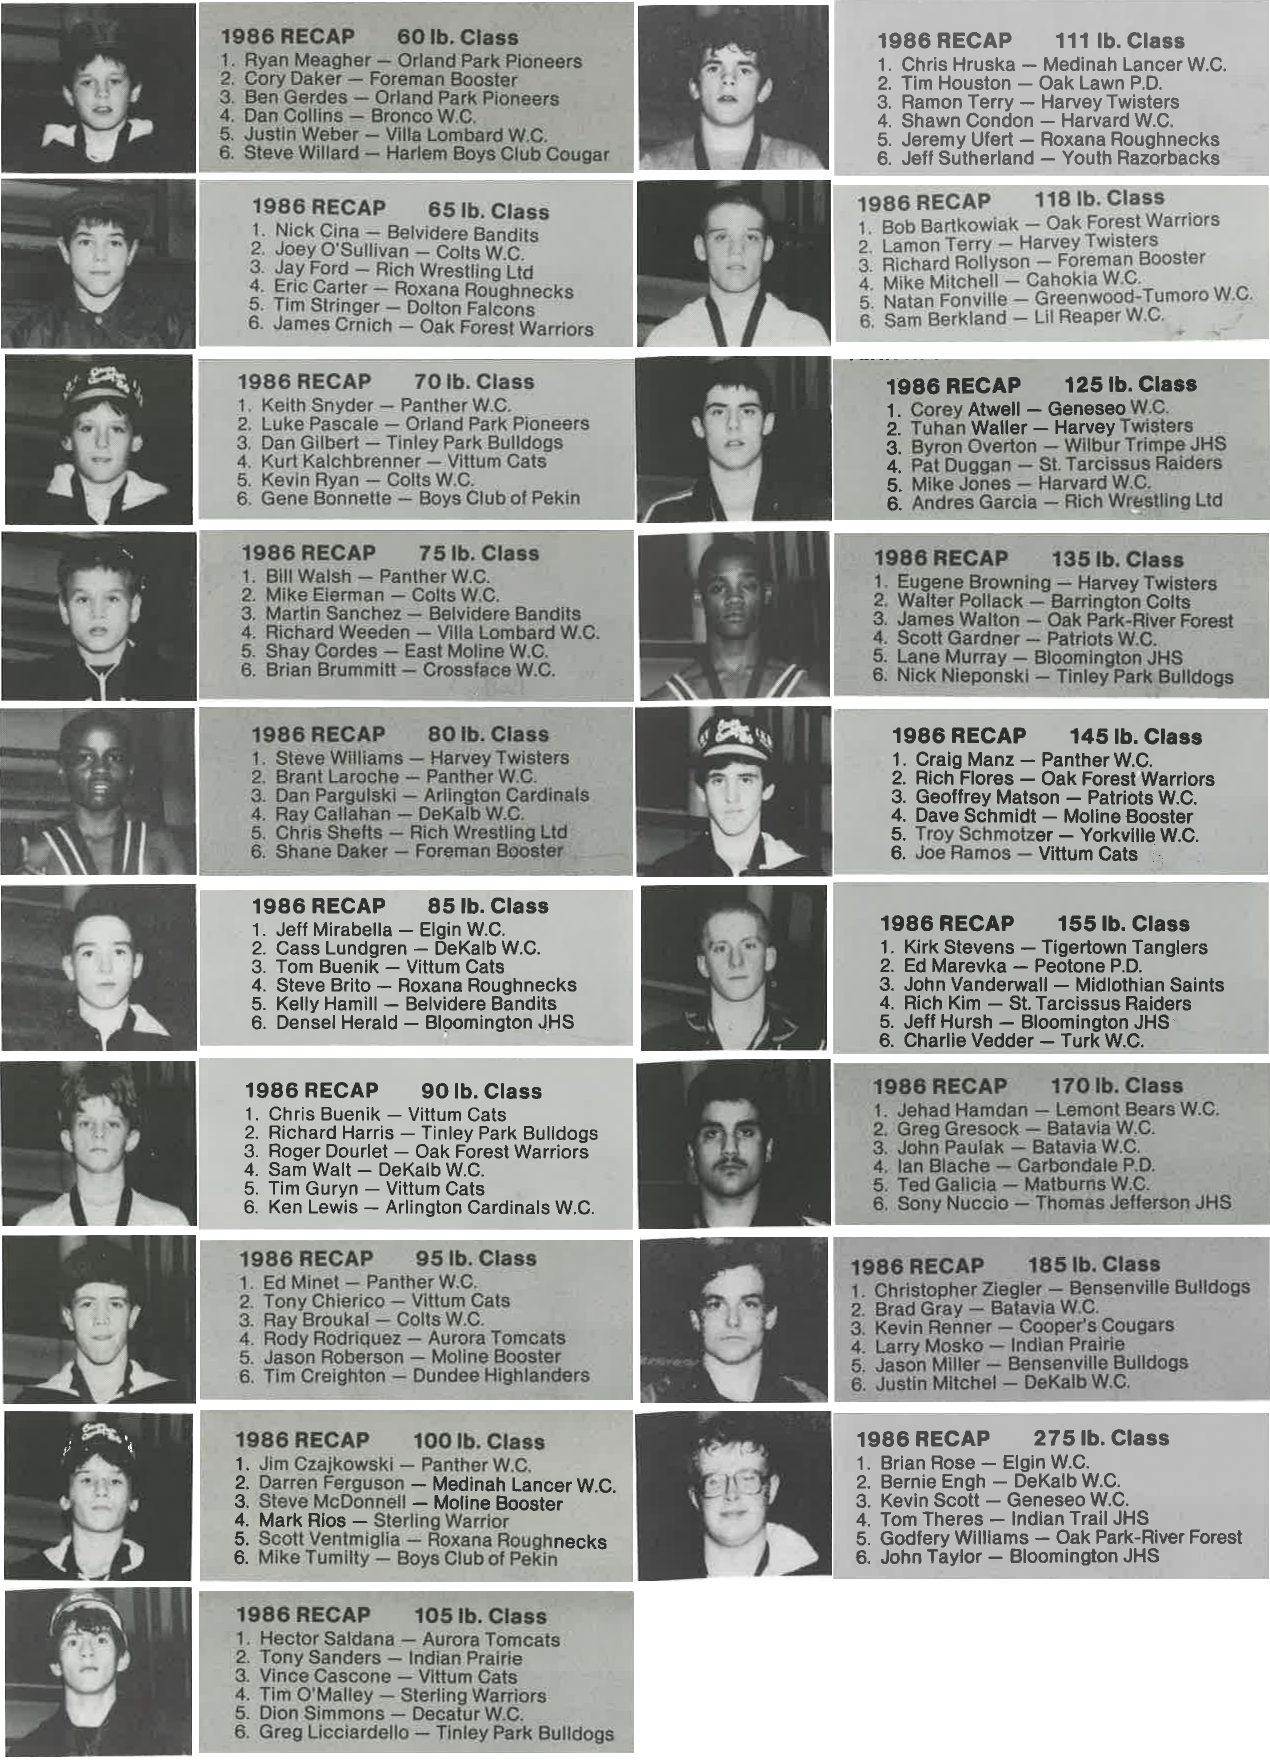 1986 RECAP 60 lb. Class
1. Ryan Meagher — Orland Park Pioneers
2. Cory Daker — Foreman Booster
3. Ben Gerdes — Orland Park Pioneers
4. Dan Collins — Bronco W.C.
5. Justin Weber — Villa Lombard W.C.
6. Steve Willard — Harlem Boys Club Cougar
1986 RECAP 65 lb. Class
1. Nick Cina — Belvidere Bandits
2. Joey O'Sullivan — Colts W.C.
3. Jay Ford — Rich Wrestling Ltd
4. Eric Carter — Roxana Roughnecks
5. Tim Stringer — Dolton Falcons
6. James Crnich — Oak Forest Warriors
1986 RECAP 70 lb. Class
1. Keith Snyder — Panther W.C.
2. Luke Pascale — Orland Park Pioneers
3. Dan Gilbert — Tinley Park Bulldogs
4. Kurt Kalchbrenner — Vittum Cats
5. Kevin Ryan — Colts W.C.
6. Gene Bonnette — Boys Club of Pekin
1986 RECAP 75 lb. Class
1. Bill Walsh — Panther W.C.
2. Mike Eierman — Colts W.C.
3. Martin Sanchez — Belvidere Bandits
4. Richard Weeden — Villa Lombard W.C.
5. Shay Cordes — East Moline W.C.
6. Brian Brummitt — Crossface W.C.
1986 RECAP 80 lb. Class
1. Steve Williams — Harvey Twisters
2. Brant Laroche — Panther W.C.
3. Dan Pargulski — Arlington Cardinals
4. Ray Callahan — DeKalb W.C.
5. Chris Shefts — Rich Wrestling Ltd
6. Shane Daker — Foreman Booster
1986 RECAP 85 lb. Class
1. Jeff Mirabella — Elgin W.C.
2. Cass Lundgren — DeKalb W.C.
3. Tom Buenik — Vittum Cats
4. Steve Brito — Roxana Roughnecks
5. Kelly Hamill — Belvidere Bandits
6. Densel Herald — Bloomington JHS
1986 RECAP 90 lb. Class
1. Chris Buenik — Vittum Cats
2. Richard Harris — Tinley Park Bulldogs
3. Roger Dourlet — Oak Forest Warriors
4. Sam Walt — DeKalb W.C.
5. Tim Guryn — Vittum Cats
6. Ken Lewis — Arlington Cardinals W.C.
1986 RECAP 95 lb. Class
1. Ed Minet — Panther W.C.
2. Tony Chierico — Vittum Cats
3. Ray Broukal — Colts W.C.
4. Rody Rodriquez — Aurora Tomcats
5. Jason Roberson — Moline Booster
6. Tim Creighton — Dundee Highlanders
1986 RECAP 100 lb. Class
1. Jim Czajkowski — Panther W.C.
2. Darren Ferguson — Medinah Lancer W.C.
3. Steve McDonnell — Moline Booster
4. Mark Rios — Sterling Warrior
5. Scott Ventmiglia — Roxana Roughnecks
6. Mike Tumilty — Boys Club of Pekin
1986 RECAP 105 lb. Class
1. Hector Saldana — Aurora Tomcats
2. Tony Sanders — Indian Prairie
3. Vince Cascone — Vittum Cats
4. Tim O'Malley — Sterling Warriors
5. Dion Simmons — Decatur W.C.
6. Greg Licciardello — Tinley Park Bulldogs
1986 RECAP 111 lb. Class
1. Chris Hruska — Medinah Lancer W.C.
2. Tim Houston — Oak Lawn P.D.
3. Ramon Terry — Harvey Twisters
4. Shawn Condon — Harvard W.C.
5. Jeremy Ufert — Roxana Roughnecks
6. Jeff Sutherland — Youth Razorbacks
1986 RECAP 118 lb. Class
1. Bob Bartkowiak — Oak Forest Warriors
2. Lamon Terry — Harvey Twisters
3. Richard Rollyson — Foreman Booster
4. Mike Mitchell — Cahokia W.C.
5. Natan Fonville — Greenwood-Tumoro W.C.
6. Sam Berkland — Lil Reaper W.C.
1986 RECAP 125 lb. Class
1. Corey Atwell — Geneseo W.C.
2. Tuhan Waller — Harvey Twisters
3. Byron Overton — Wilbur Trimpe JHS
4. Pat Duggan — St. Tarcissus Raiders
5. Mike Jones — Harvard W.C.
6. Andres Garcia — Rich Wrestling Ltd
1986 RECAP 135 lb. Class
1. Eugene Browning — Harvey Twisters
2. Walter Pollack — Barrington Colts
3. James Walton — Oak Park-River Forest
4. Scott Gardner — Patriots W.C.
5. Lane Murray — Bloomington JHS
6. Nick Nieponski — Tinley Park Bulldogs
1986 RECAP 145 lb. Class
1. Craig Manz — Panther W.C.
2. Rich Flores — Oak Forest Warriors
3. Geoffrey Matson — Patriots W.C.
4. Dave Schmidt — Moline Booster
5. Troy Schmotzer — Yorkville W.C.
6. Joe Ramos — Vittum Cats
1986 RECAP 155 lb. Class
1. Kirk Stevens — Tigertown Tanglers
2. Ed Marevka — Peotone P.D.
3. John Vanderwall — Midlothian Saints
4. Rich Kim — St. Tarcissus Raiders
5. Jeff Hursh — Bloomington JHS
6. Charlie Vedder — Turk W.C.
1986 RECAP 170 lb. Class
1. Jehad Hamdan — Lemont Bears W.C.
2. Greg Gresock — Batavia W.C.
3. John Paulak — Batavia W.C.
4. Ian Blache — Carbondale P.D.
5. Ted Galicia — Matburns W.C.
6. Sony Nuccio — Thomas Jefferson JHS
1986 RECAP 185 lb. Class
1. Christopher Ziegler — Bensenville Bulldogs
2. Brad Gray — Batavia W.C.
3. Kevin Renner — Cooper's Cougars
4. Larry Mosko — Indian Prairie
5. Jason Miller — Bensenville Bulldogs
6. Justin Mitchel — DeKalb W.C.
1986 RECAP 275 lb. Class
1. Brian Rose — Elgin W.C.
2. Bernie Engh — DeKalb W.C.
3. Kevin Scott — Geneseo W.C.
4. Tom Theres — Indian Trail JHS
5. Godfery Williams — Oak Park-River Forest
6. John Taylor — Bloomington JHS